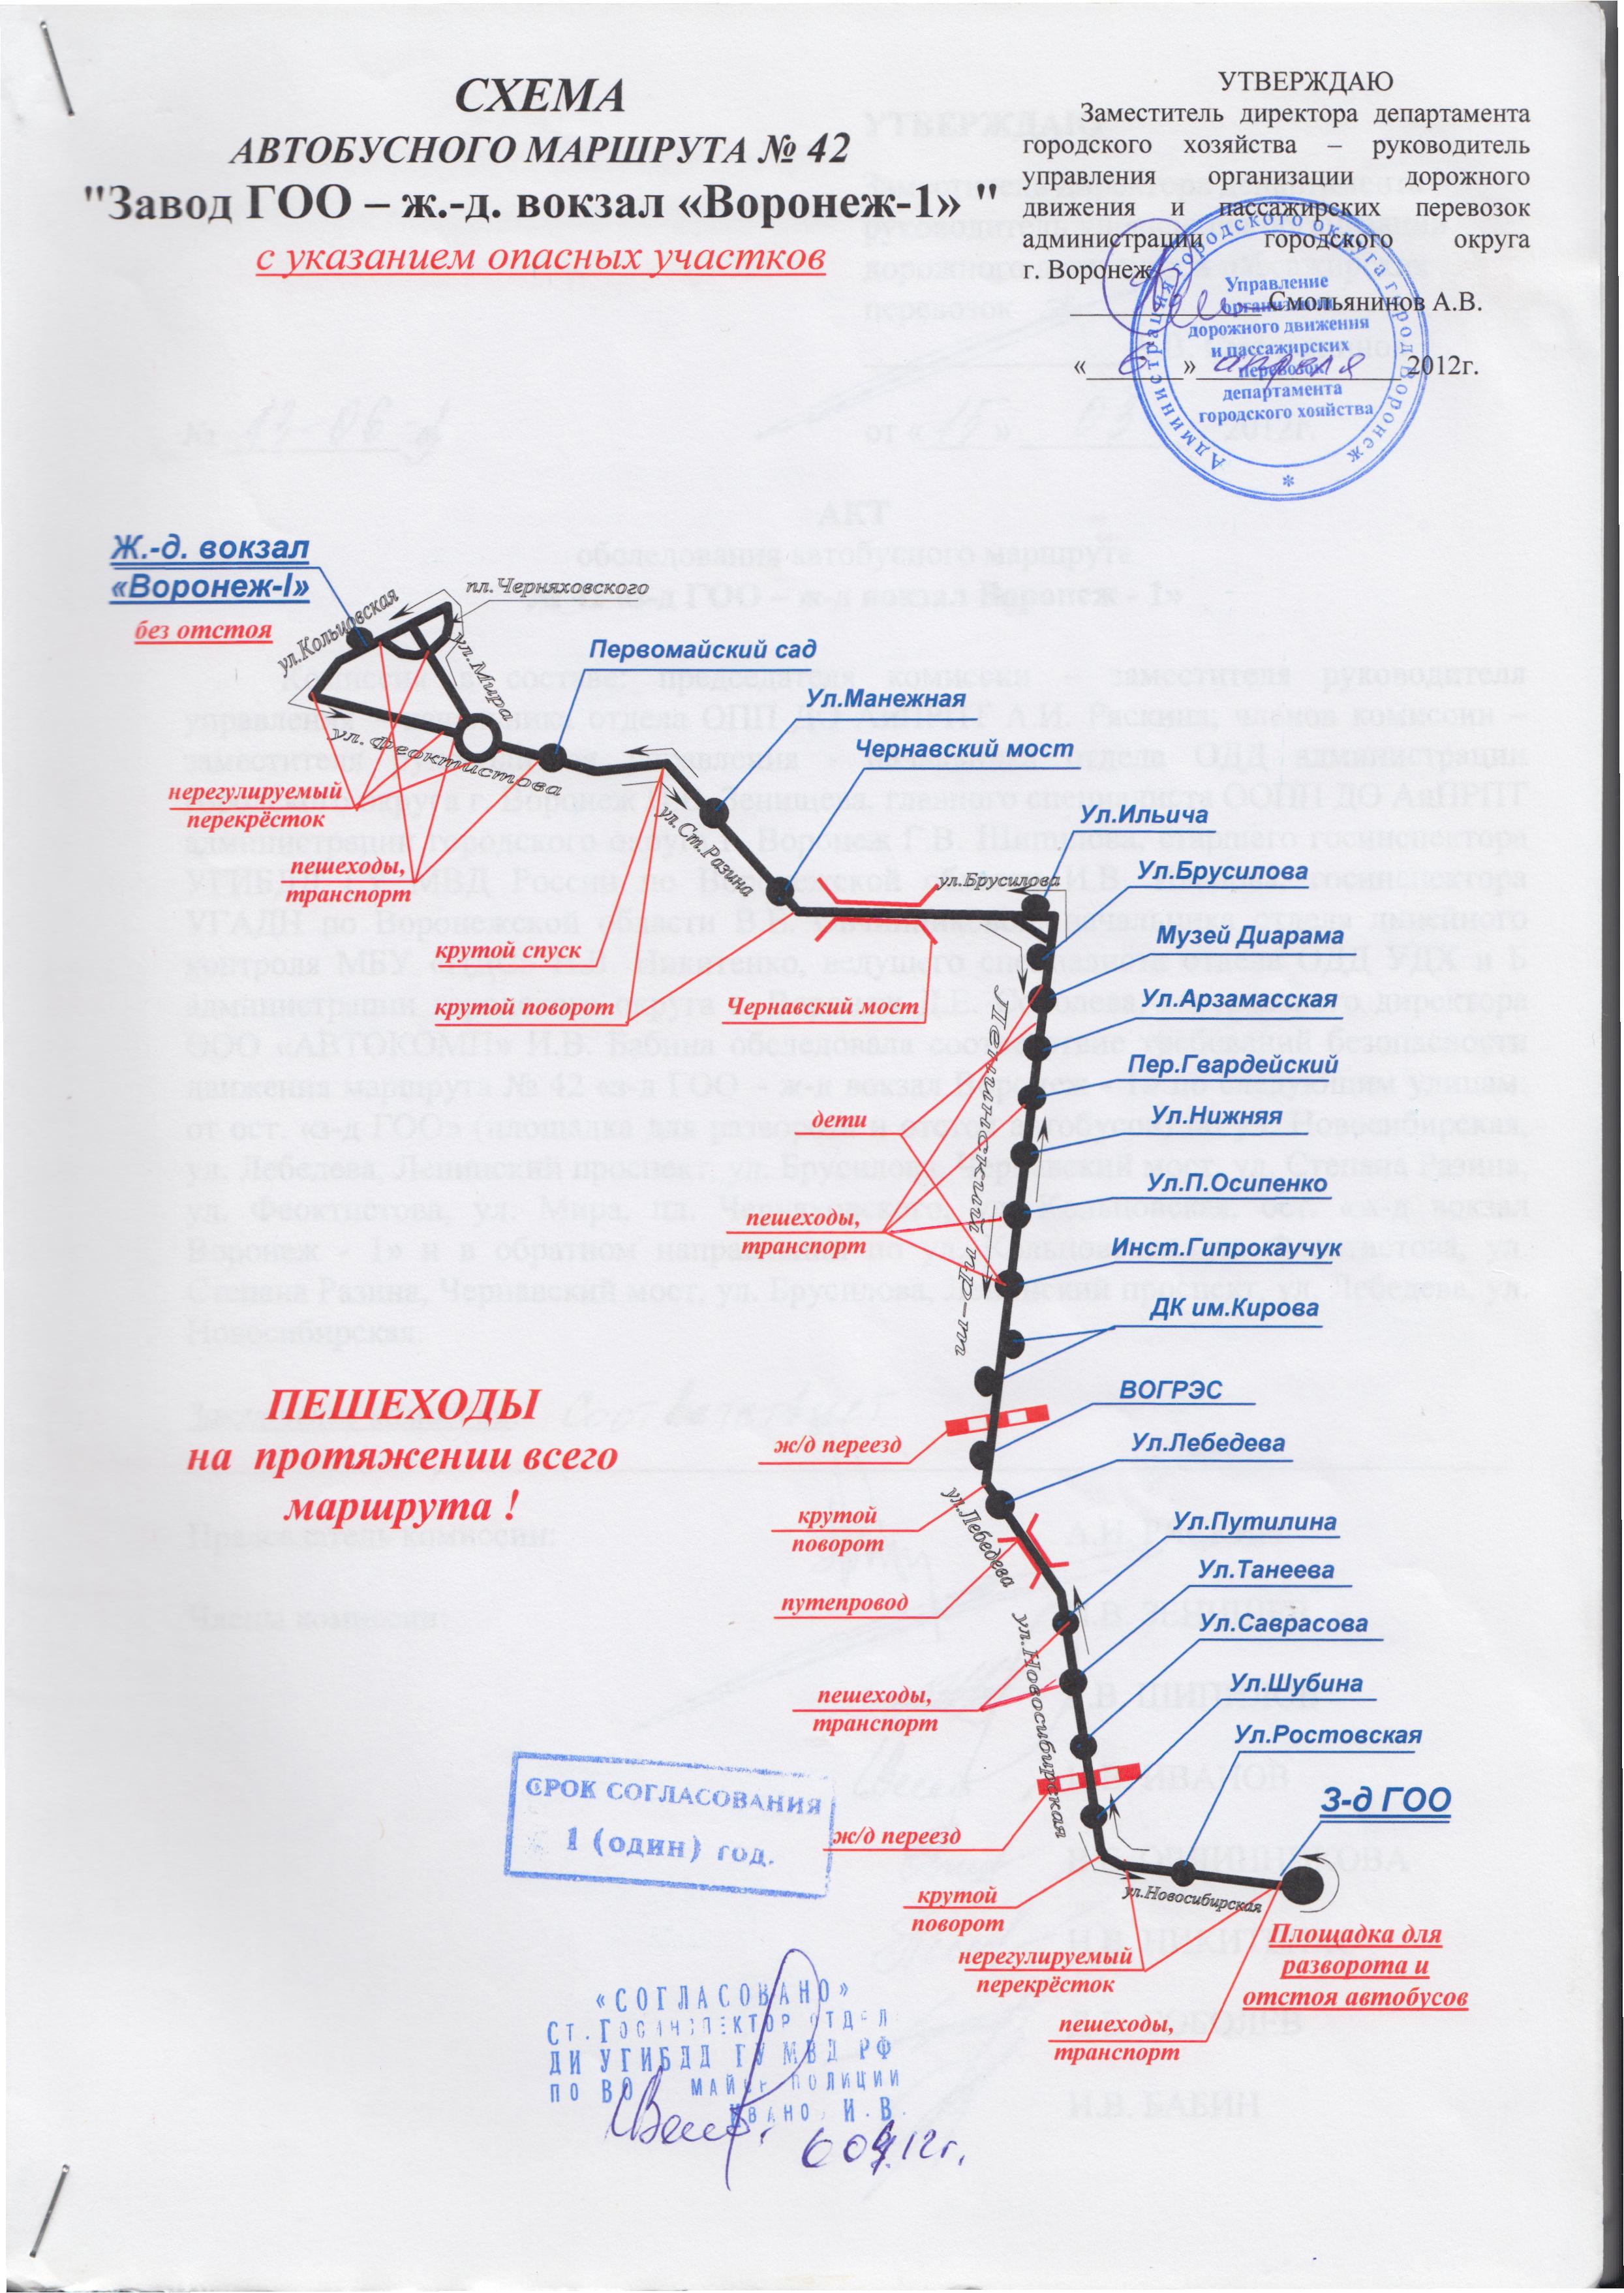 СХЕМА
АВТОБУСНОГО МАРШРУТА № 42
"Завод ГОО – ж.-д. вокзал «Воронеж-1» "
с указанием опасных участков
УТВЕРЖДАЮ
Заместитель директора департамента
городского хозяйства – руководитель
управления организации дорожного
движения и пассажирских перевозок
администрации городского округа
г. Воронеж
Смольянинов А.В.
«6» апреля 2012г.
Администрация городского округа город Воронеж
Управление
организации
дорожного движения
и пассажирских
перевозок
департамента
городского хозяйства
Ж.-д. вокзал
«Воронеж-I»
без отстоя
пл.Черняховского
ул.Кольцовская
ул.Мира
ул. Феоктистова
Первомайский сад
Ул.Манежная
Чернавский мост
ул.Ст.Разина
нерегулируемый
перекрёсток
пешеходы,
транспорт
Ул.Ильича
ул.Брусилова
Ул.Брусилова
Музей Диарама
крутой спуск
крутой поворот
Чернавский мост
Ул.Арзамасская
Пер.Гвардейский
Ленинский пр-т
дети
Ул.Нижняя
Ул.П.Осипенко
пешеходы,
транспорт
Инст.Гипрокаучук
ДК им.Кирова
ПЕШЕХОДЫ
на протяжении всего
маршрута !
ВОГРЭС
ж/д переезд
Ул.Лебедева
крутой
поворот
ул.Лебедева
Ул.Путилина
Ул.Танеева
путепровод
Ул.Саврасова
ул.Новосибирская
Ул.Шубина
пешеходы,
транспорт
Ул.Ростовская
З-д ГОО
СРОК СОГЛАСОВАНИЯ
1 (один) год.
ж/д переезд
крутой
поворот
ул.Новосибирская
нерегулируемый
перекрёсток
Площадка для
разворота и
отстоя автобусов
пешеходы,
транспорт
«СОГЛАСОВАНО»
Ст.Госинспектор отдел
ДИ УГИБДД ГУ МВД РФ
по ВО майор полиции
И.В.